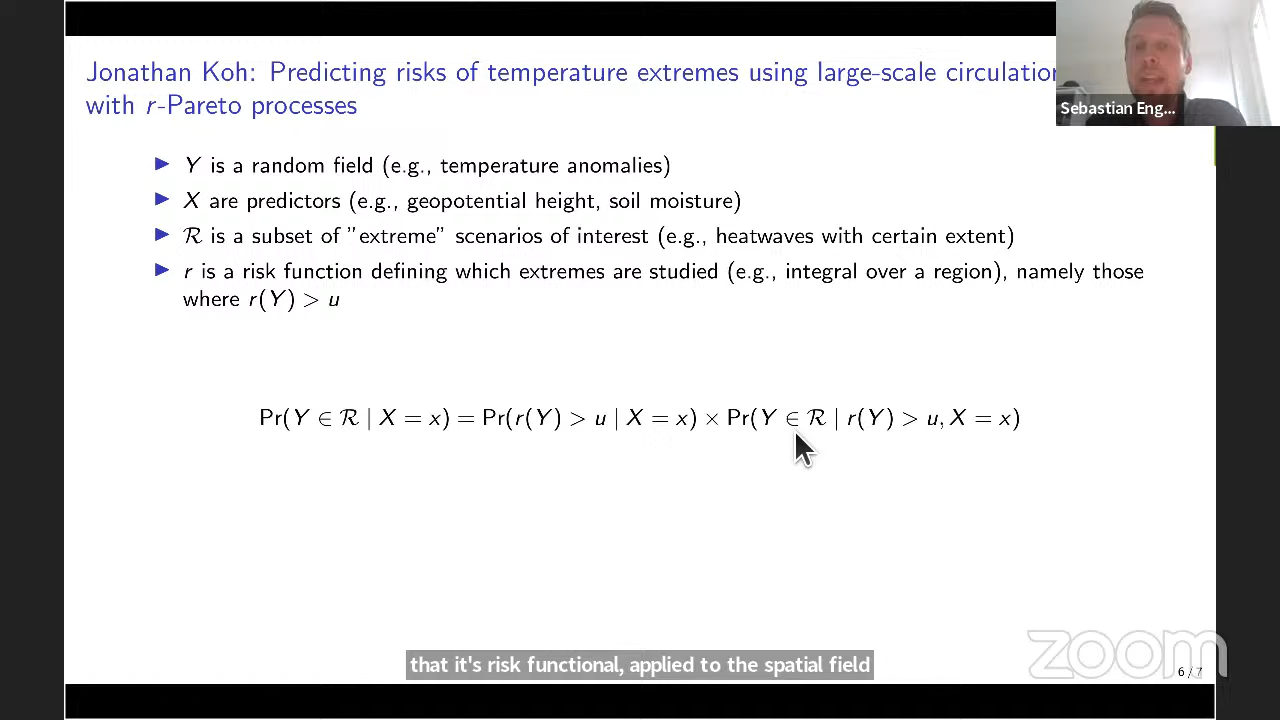 Jonathan Koh: Predicting risks of temperature extremes using large-scale circulation
with r-Pareto processes
Sebastian Eng...
▶ Y is a random field (e.g., temperature anomalies)
▶ X are predictors (e.g., geopotential height, soil moisture)
▶ ℛ is a subset of "extreme" scenarios of interest (e.g., heatwaves with certain extent)
▶ r is a risk function defining which extremes are studied (e.g., integral over a region), namely those
where r(Y) > u
Pr(Y ∈ ℛ | X = x) = Pr(r(Y) > u | X = x) × Pr(Y ∈ ℛ | r(Y) > u, X = x)
that it's risk functional, applied to the spatial field
zoom
6 / 7